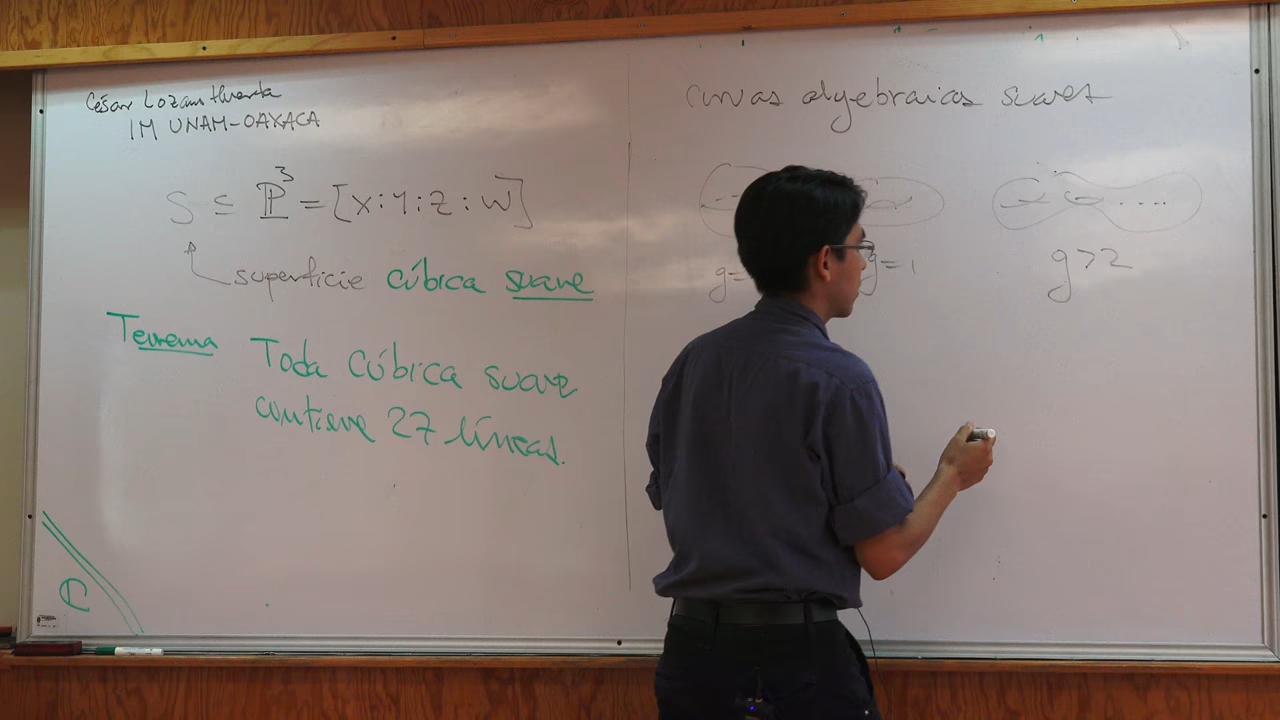 César Lozano Huerta
IM UNAM-OAXACA
S ⊆ ℙ³ = [X:Y:Z:W]
superficie cúbica suave
Teorema Toda cúbica suave
contiene 27 líneas.
ℂ
Curvas algebraicas suaves
g= g=1 g>2